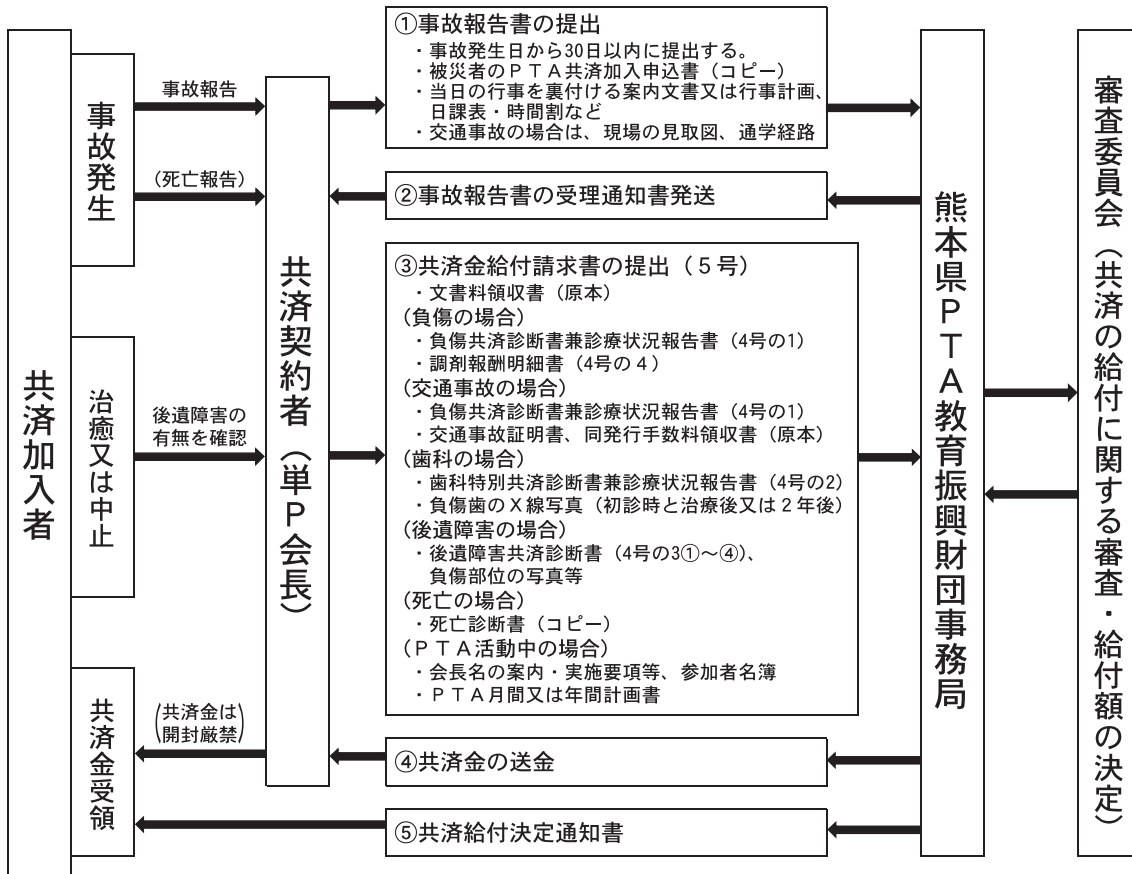 共済加入者
事故発生
事故報告
(死亡報告)
治癒又は中止
後遺障害の
有無を確認
共済金受領
(共済金は
開封厳禁)
共済契約者(単P会長)
①事故報告書の提出
・事故発生日から30日以内に提出する。
・被災者のPTA共済加入申込書(コピー)
・当日の行事を裏付ける案内文書又は行事計画、
日課表・時間割など
・交通事故の場合は、現場の見取図、通学経路
②事故報告書の受理通知書発送
③共済金給付請求書の提出(5号)
・文書料領収書(原本)
(負傷の場合)
・負傷共済診断書兼診療状況報告書(4号の1)
・調剤報酬明細書(4号の4)
(交通事故の場合)
・負傷共済診断書兼診療状況報告書(4号の1)
・交通事故証明書、同発行手数料領収書(原本)
(歯科の場合)
・歯科特別共済診断書兼診療状況報告書(4号の2)
・負傷歯のX線写真(初診時と治療後又は2年後)
(後遺障害の場合)
・後遺障害共済診断書(4号の3①~④)、
負傷部位の写真等
(死亡の場合)
・死亡診断書(コピー)
(PTA活動中の場合)
・会長名の案内・実施要項等、参加者名簿
・PTA月間又は年間計画書
④共済金の送金
⑤共済給付決定通知書
熊本県PTA教育振興財団事務局
審査委員会(共済の給付に関する審査・給付額の決定)